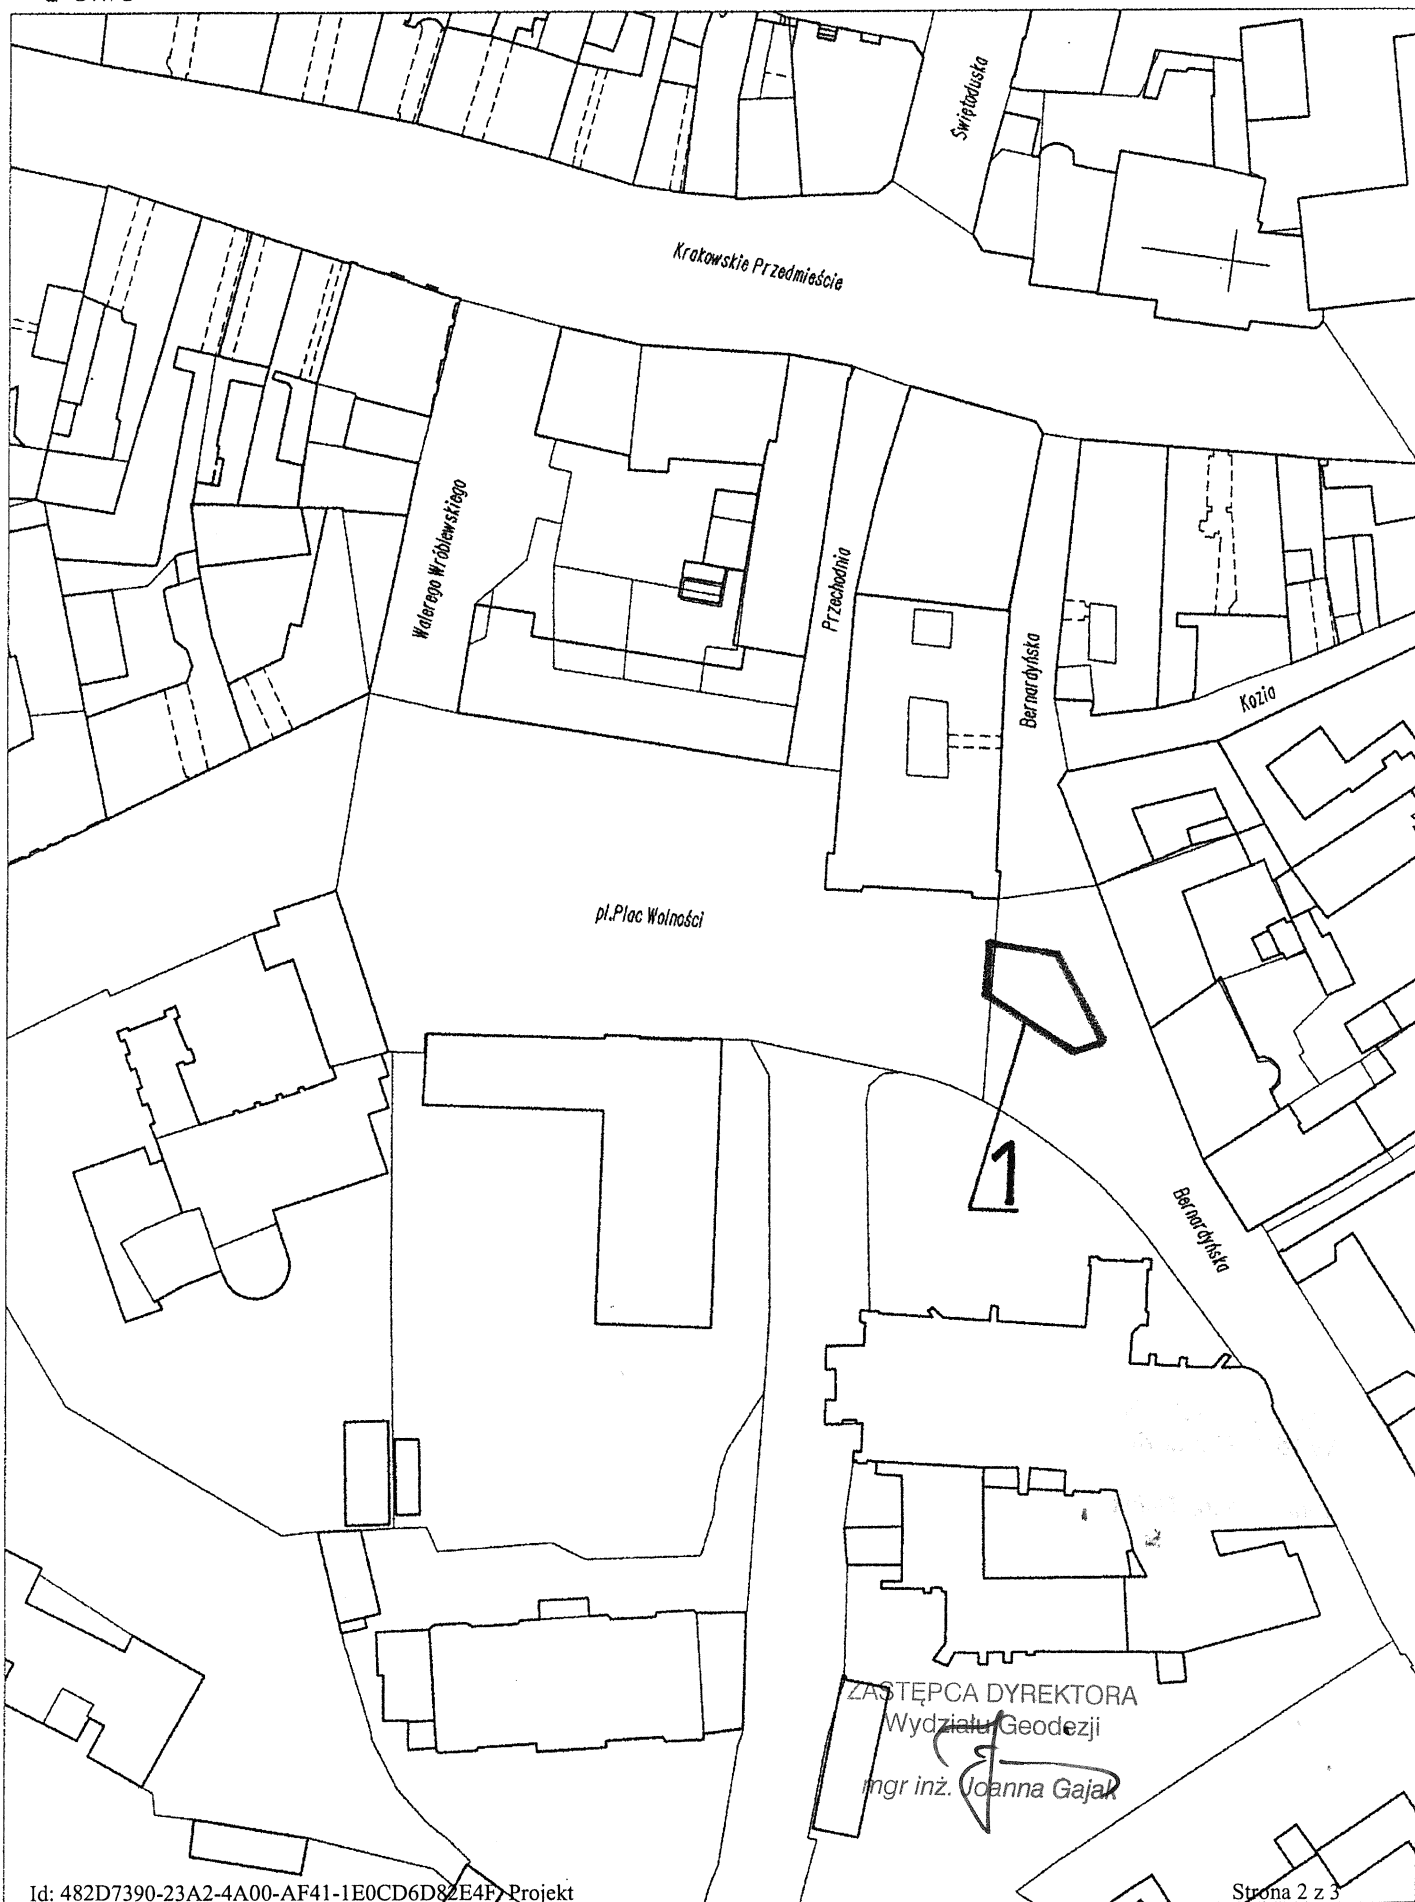 Świętoduska
Krakowskie Przedmieście
Walerego Wróblewskiego
Przechodnia
Bernardyńska
Kozia
pl.Plac Wolności
1
Bernardyńska
ZASTĘPCA DYREKTORA
Wydziału Geodezji
mgr inż. Joanna Gajak
Id: 482D7390-23A2-4A00-AF41-1E0CD6D82E4F. Projekt
Strona 2 z 3